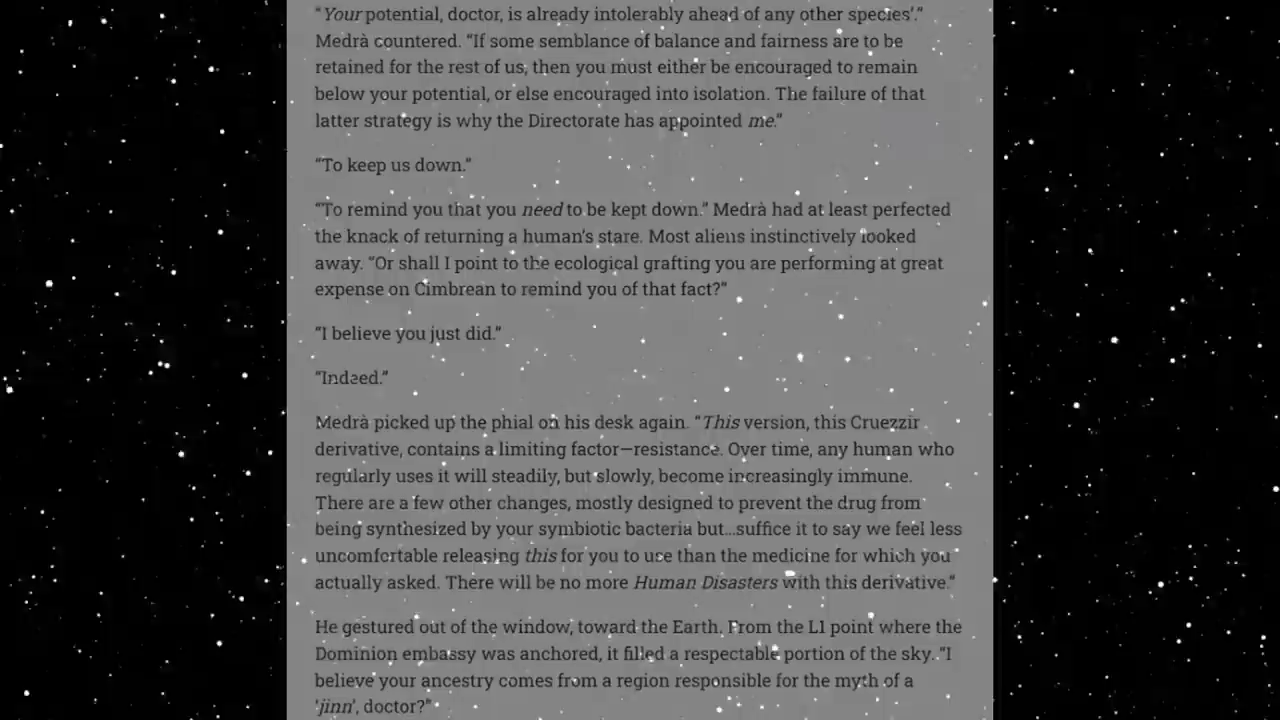 “Your potential, doctor, is already intolerably ahead of any other species’.”
Medrà countered. “If some semblance of balance and fairness are to be
retained for the rest of us, then you must either be encouraged to remain
below your potential, or else encouraged into isolation. The failure of that
latter strategy is why the Directorate has appointed me.”
“To keep us down.”
“To remind you that you need to be kept down.” Medrà had at least perfected
the knack of returning a human’s stare. Most aliens instinctively looked
away. “Or shall I point to the ecological grafting you are performing at great
expense on Cimbrean to remind you of that fact?”
“I believe you just did.”
“Indeed.”
Medrà picked up the phial on his desk again. “This version, this Cruezzir
derivative, contains a limiting factor—resistance. Over time, any human who
regularly uses it will steadily, but slowly, become increasingly immune.
There are a few other changes, mostly designed to prevent the drug from
being synthesized by your symbiotic bacteria but…suffice it to say we feel less
uncomfortable releasing this for you to use than the medicine for which you
actually asked. There will be no more Human Disasters with this derivative.”
He gestured out of the window, toward the Earth. From the L1 point where the
Dominion embassy was anchored, it filled a respectable portion of the sky. “I
believe your ancestry comes from a region responsible for the myth of a
‘jinn’, doctor?”